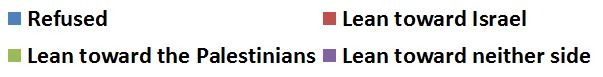 Refused Lean toward Israel
Lean toward the Palestinians Lean toward neither side